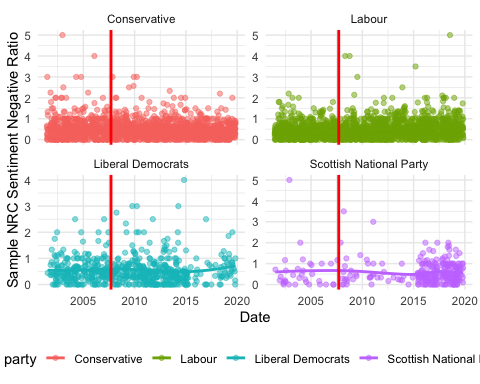 Conservative
Labour
5
4
3
2
1
0
5
4
3
2
1
0
Sample NRC Sentiment Negative Ratio
Liberal Democrats
Scottish National Party
4
3
2
1
0
5
4
3
2
1
0
2005
2010
2015
2020
2005
2010
2015
2020
Date
party
Conservative
Labour
Liberal Democrats
Scottish National